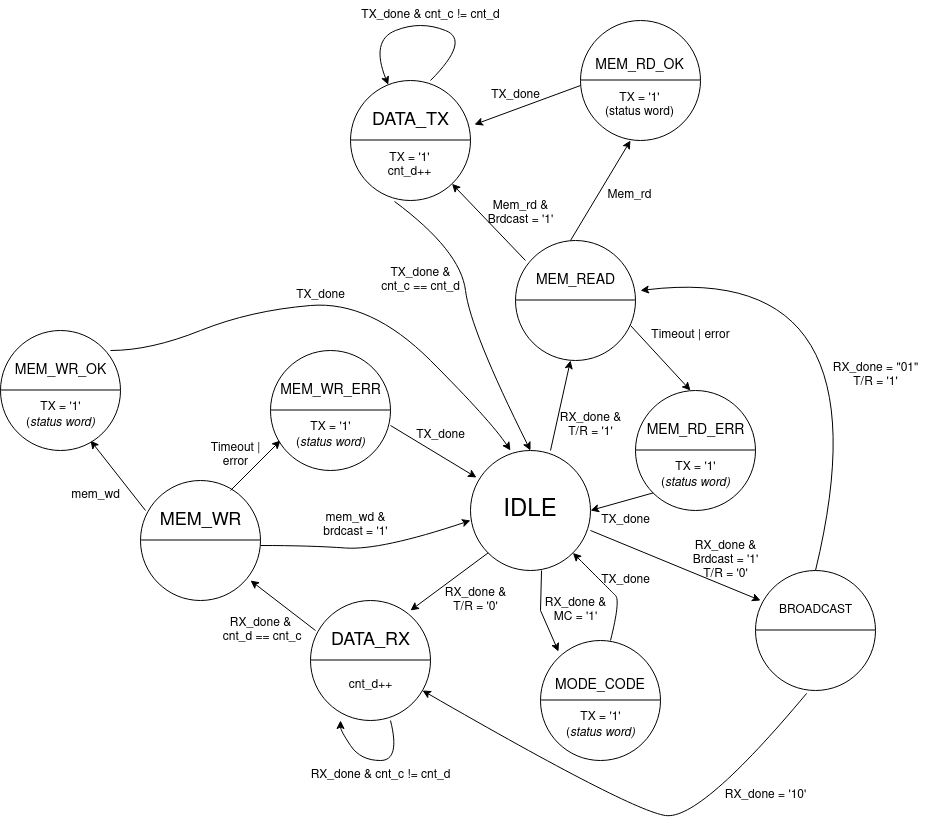 TX_done & cnt_c != cnt_d
MEM_RD_OK
TX = '1'
(status word)
TX_done
DATA_TX
TX = '1'
cnt_d++
Mem_rd &
Brdcast = '1'
Mem_rd
MEM_READ
TX_done &
cnt_c == cnt_d
TX_done
Timeout | error
RX_done = "01"
T/R = '1'
MEM_WR_OK
TX = '1'
(status word)
MEM_WR_ERR
TX = '1'
(status word)
TX_done
RX_done &
T/R = '1'
MEM_RD_ERR
TX = '1'
(status word)
TX_done
Timeout |
error
mem_wd
MEM_WR
mem_wd &
brdcast = '1'
IDLE
RX_done &
Brdcast = '1'
T/R = '0'
RX_done &
T/R = '0'
RX_done &
MC = '1'
TX_done
BROADCAST
RX_done &
cnt_d == cnt_c
DATA_RX
cnt_d++
MODE_CODE
TX = '1'
(status word)
RX_done & cnt_c != cnt_d
RX_done = '10'